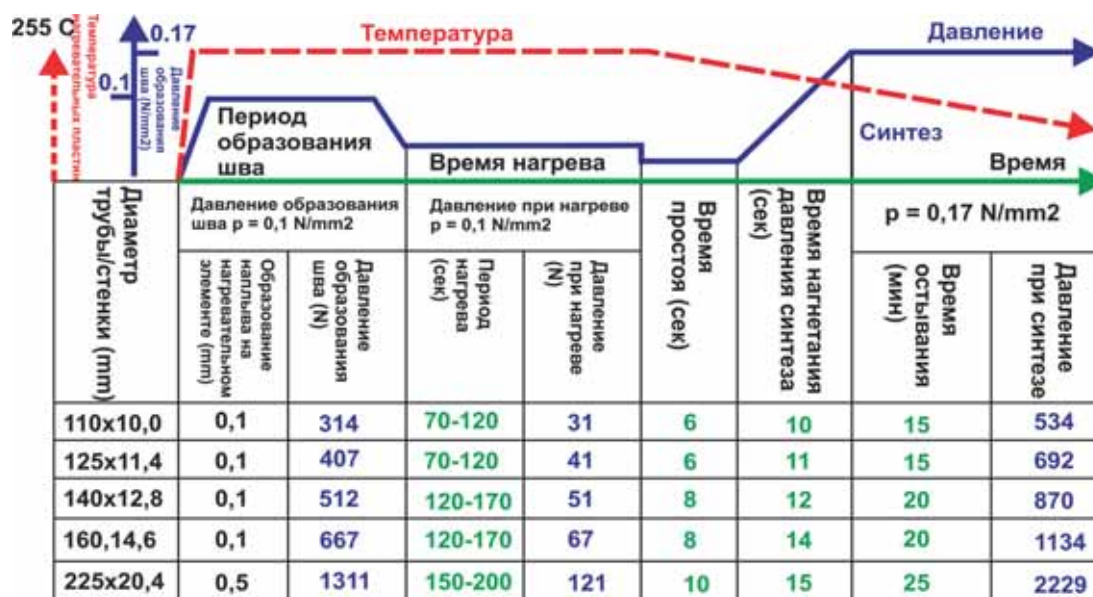 255 С
Температура
нагревательных пластин
0.17
0.1
Давление
образования
шва (N/mm2)
Температура
Давление
Период
образования
шва
Время нагрева
Синтез
Время
Диаметр
трубы/стенки (mm)
Давление образования
шва p = 0,1 N/mm2
Давление при нагреве
p = 0,1 N/mm2
Время
простоя (сек)
Время нагнетания
давления синтеза
(сек)
p = 0,17 N/mm2
Образование
наплыва на
нагревательном
элементе (mm)
Давление
образования
шва (N)
Период
нагрева
(сек)
Давление
при нагреве
(N)
Время
остывания
(мин)
Давление
при синтезе
110x10,0 0,1 314 70-120 31 6 10 15 534
125x11,4 0,1 407 70-120 41 6 11 15 692
140x12,8 0,1 512 120-170 51 8 12 20 870
160,14,6 0,1 667 120-170 67 8 14 20 1134
225x20,4 0,5 1311 150-200 121 10 15 25 2229